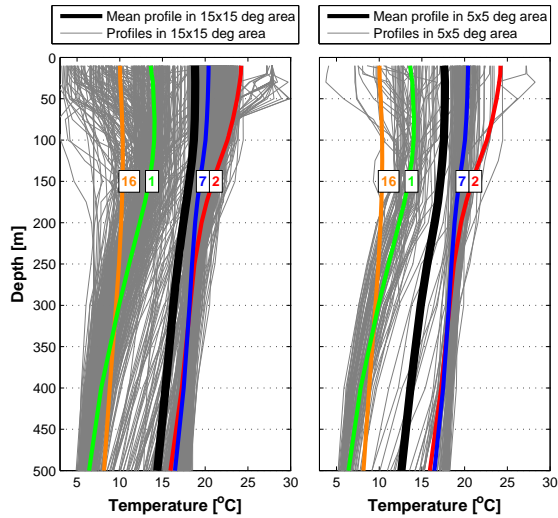 Mean profile in 15x15 deg area
Profiles in 15x15 deg area
Mean profile in 5x5 deg area
Profiles in 5x5 deg area
0
50
100
150
200
250
300
350
400
450
500
Depth [m]
16 1 7 2
16 1 7 2
5 10 15 20 25 30
5 10 15 20 25 30
Temperature [°C]
Temperature [°C]